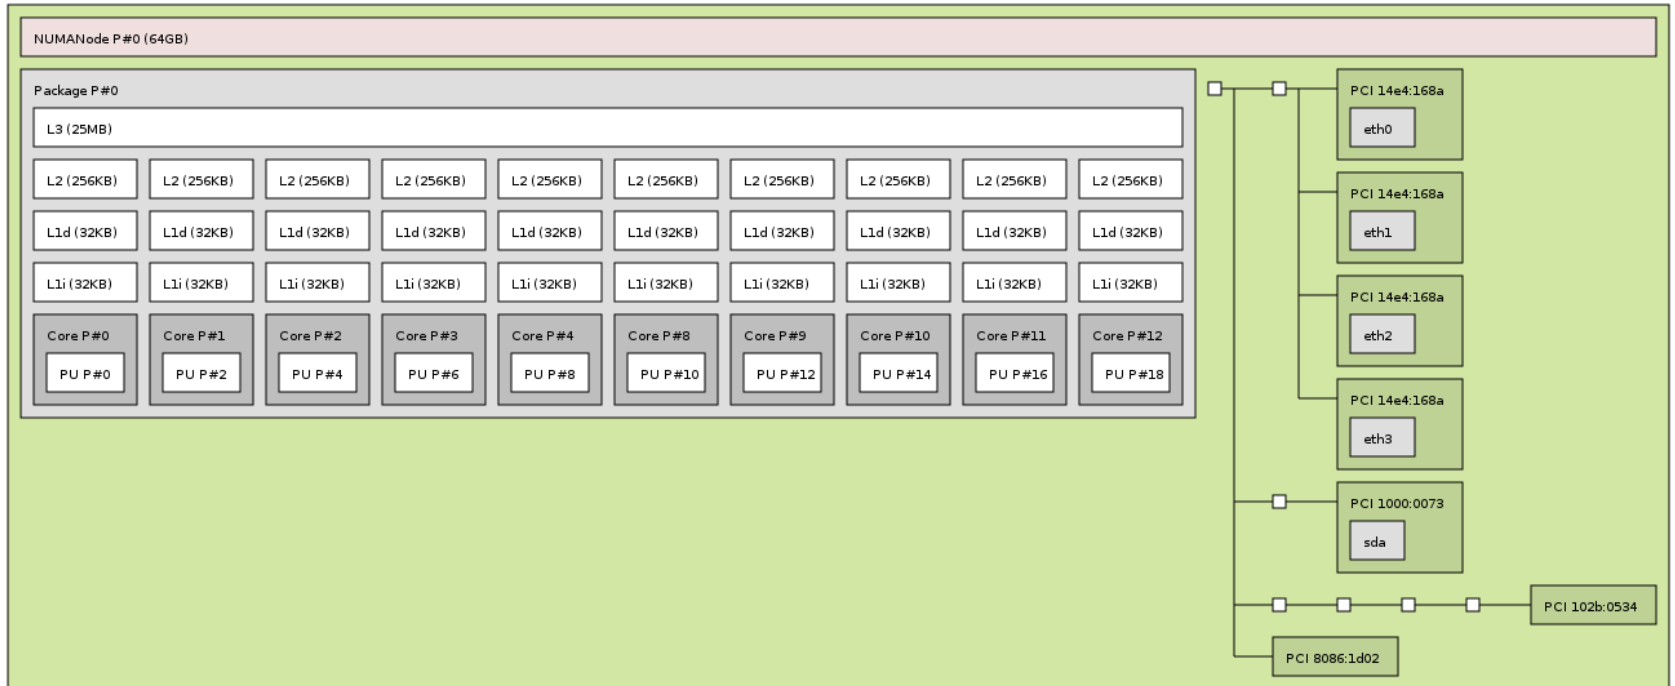 NUMANode P#0 (64GB)
Package P#0
L3 (25MB)
L2 (256KB) L2 (256KB) L2 (256KB) L2 (256KB) L2 (256KB) L2 (256KB) L2 (256KB) L2 (256KB) L2 (256KB) L2 (256KB)
L1d (32KB) L1d (32KB) L1d (32KB) L1d (32KB) L1d (32KB) L1d (32KB) L1d (32KB) L1d (32KB) L1d (32KB) L1d (32KB)
L1i (32KB) L1i (32KB) L1i (32KB) L1i (32KB) L1i (32KB) L1i (32KB) L1i (32KB) L1i (32KB) L1i (32KB) L1i (32KB)
Core P#0 Core P#1 Core P#2 Core P#3 Core P#4 Core P#8 Core P#9 Core P#10 Core P#11 Core P#12
PU P#0 PU P#2 PU P#4 PU P#6 PU P#8 PU P#10 PU P#12 PU P#14 PU P#16 PU P#18
PCI 14e4:168a
eth0
PCI 14e4:168a
eth1
PCI 14e4:168a
eth2
PCI 14e4:168a
eth3
PCI 1000:0073
sda
PCI 102b:0534
PCI 8086:1d02